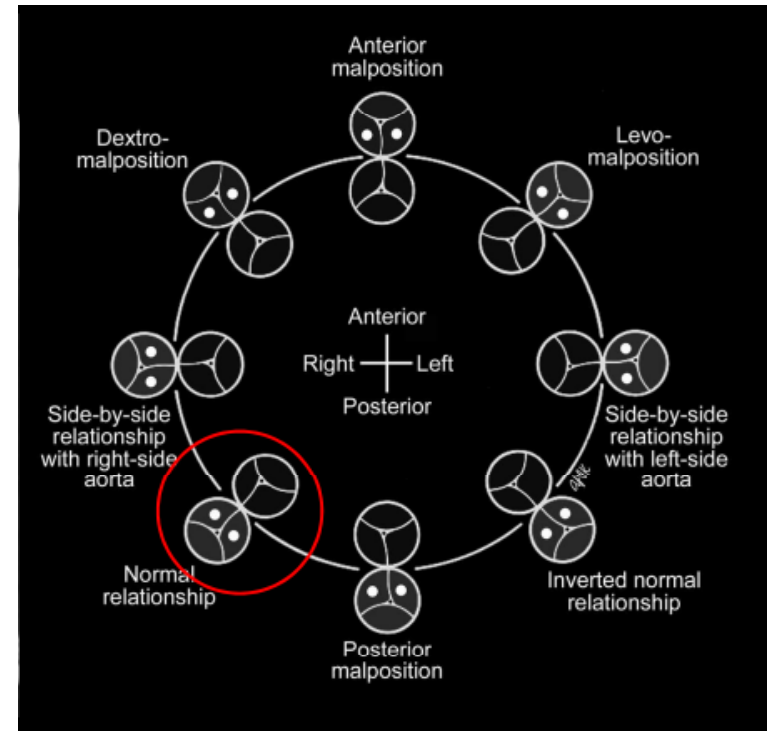 Anterior
malposition
Dextro-
malposition
Levo-
malposition
Anterior
Right
Left
Posterior
Side-by-side
relationship
with right-side
aorta
Side-by-side
relationship
with left-side
aorta
Normal
relationship
Inverted normal
relationship
Posterior
malposition